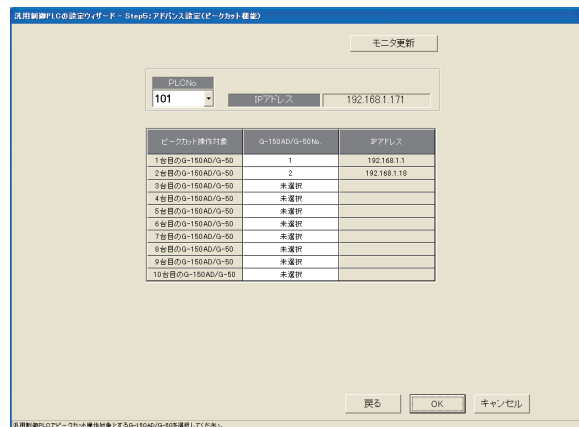 汎用制御PLCの設定ウィザード - Step5:アドバンス設定(ピークカット機能)
モニタ更新
PLCNo.
101 IPアドレス 192.168.1.171
ピークカット操作対象 G-150AD/G-50No. IPアドレス
1台目のG-150AD/G-50 1 192.168.1.1
2台目のG-150AD/G-50 2 192.168.1.18
3台目のG-150AD/G-50 未選択
4台目のG-150AD/G-50 未選択
5台目のG-150AD/G-50 未選択
6台目のG-150AD/G-50 未選択
7台目のG-150AD/G-50 未選択
8台目のG-150AD/G-50 未選択
9台目のG-150AD/G-50 未選択
10台目のG-150AD/G-50 未選択
戻る OK キャンセル
汎用制御PLCでピークカット操作対象とするG-150AD/G-50を選択してください。